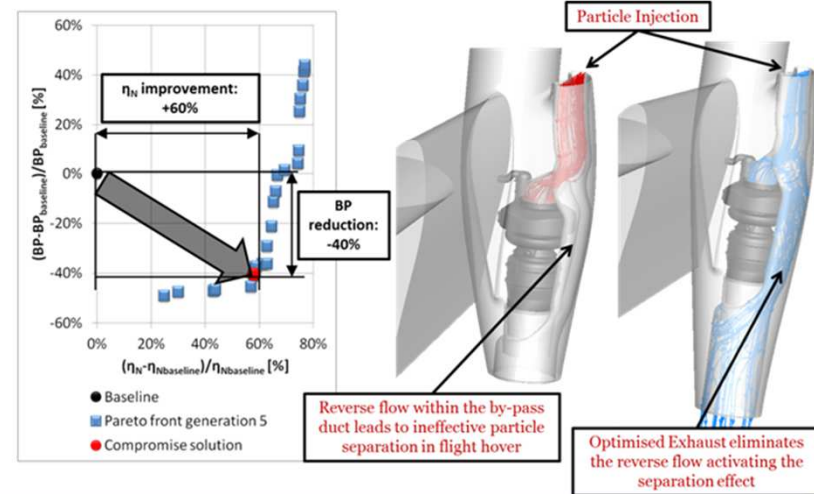 60%
40%
20%
0%
-20%
-40%
-60%
(BP-BPbaseline)/BPbaseline [%]
ηN improvement:
+60%
BP
reduction:
-40%
0% 20% 40% 60% 80%
(ηN-ηNbaseline)/ηNbaseline [%]
Baseline
Pareto front generation 5
Compromise solution
Particle Injection
Reverse flow within the by-pass
duct leads to ineffective particle
separation in flight hover
Optimised Exhaust eliminates
the reverse flow activating the
separation effect